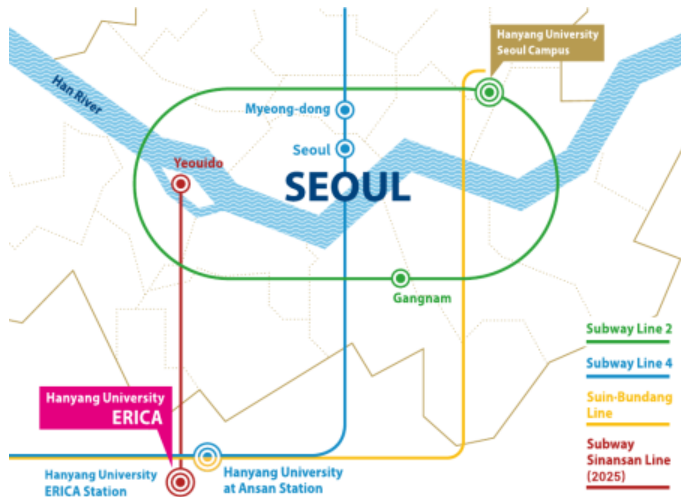 Hanyang University
Seoul Campus
Han River
Myeong-dong
Seoul
Yeouido
SEOUL
Gangnam
Subway Line 2
Subway Line 4
Suin-Bundang
Line
Subway
Sinansan Line
(2025)
Hanyang University
ERICA
Hanyang University
ERICA Station
Hanyang University
at Ansan Station